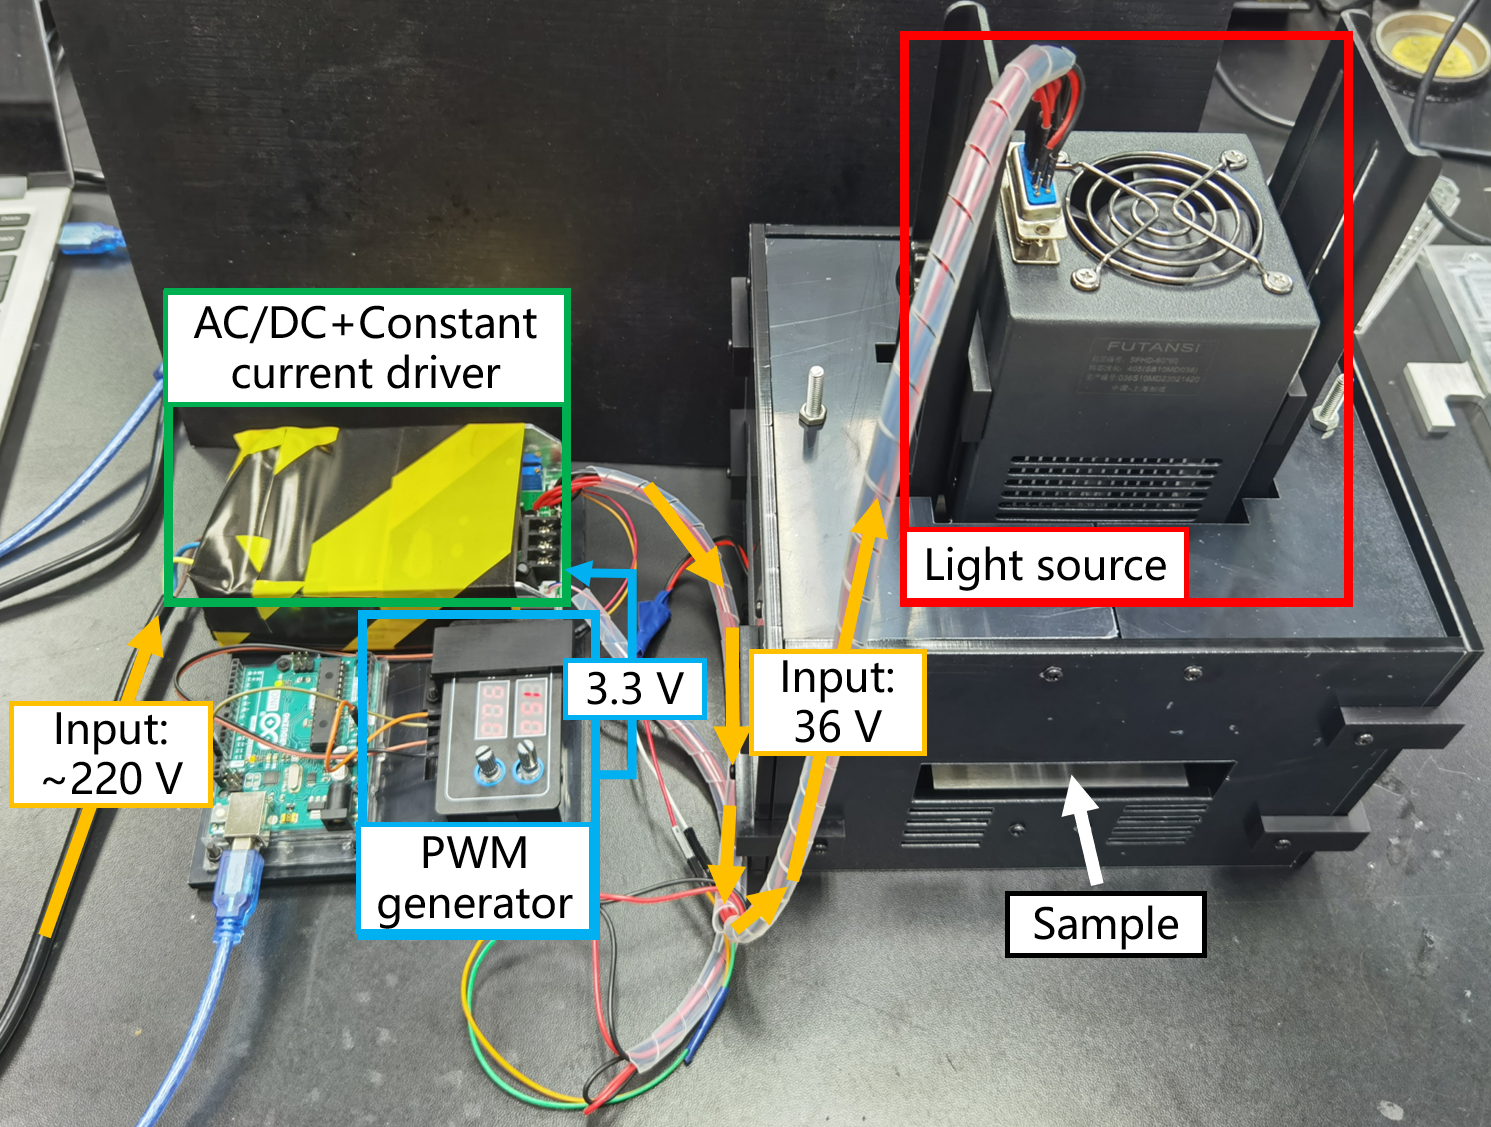 AC/DC+Constant
current driver
FUTANSI
Light source
3.3 V
Input:
36 V
Input:
~220 V
PWM
generator
Sample